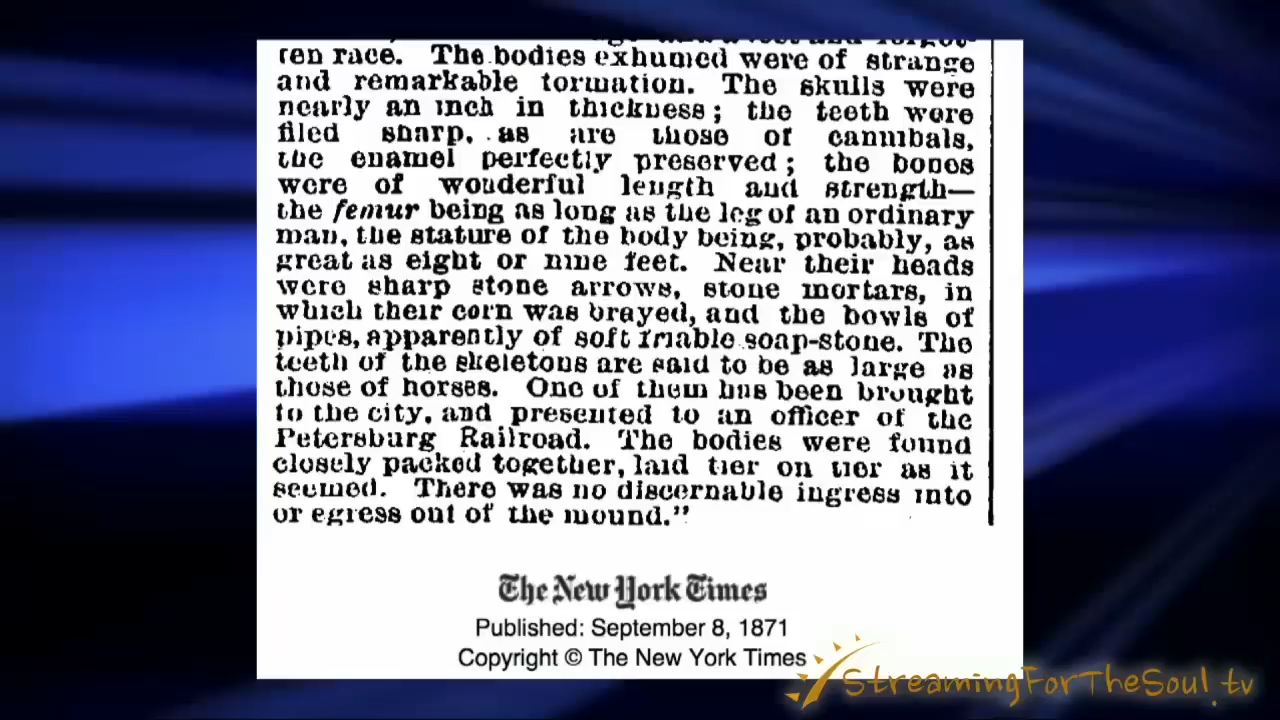 ten race. The bodies exhumed were of strange
and remarkable formation. The skulls were
nearly an inch in thickness; the teeth were
filed sharp, as are those of cannibals,
the enamel perfectly preserved; the bones
were of wonderful length and strength—
the femur being as long as the leg of an ordinary
man, the stature of the body being, probably, as
great as eight or nine feet. Near their heads
were sharp stone arrows, stone mortars, in
which their corn was brayed, and the bowls of
pipes, apparently of soft friable soap-stone. The
teeth of the skeletons are said to be as large as
those of horses. One of them has been brought
to the city, and presented to an officer of the
Petersburg Railroad. The bodies were found
closely packed together, laid tier on tier as it
seemed. There was no discernable ingress into
or egress out of the mound."
The New York Times
Published: September 8, 1871
Copyright © The New York Times
StreamingForTheSoul.tv